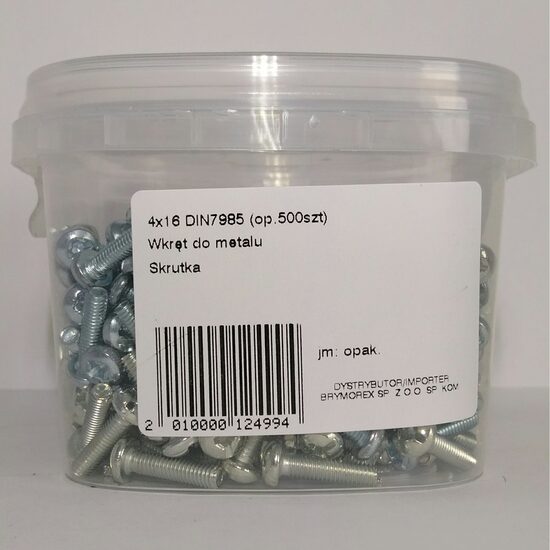 4x16 DIN7985 (op.500szt)
Wkręt do metalu
Skrutka
jm: opak.
DYSTRYBUTOR/IMPORTER
BRYMOREX SP. Z O.O. SP. KOM
2 010000 124994